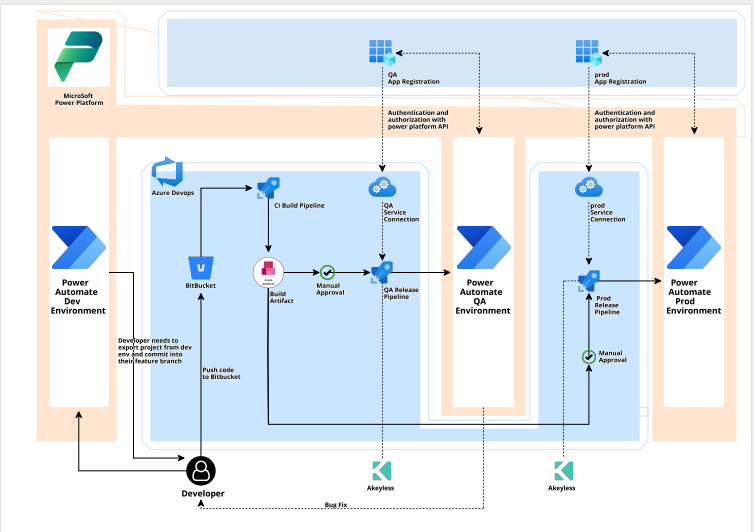 MicroSoft
Power Platform
QA
App Registration
prod
App Registration
Authentication and
authorization with
power platform API
Authentication and
authorization with
power platform API
Azure Devops
CI Build Pipeline
QA
Service
Connection
prod
Service
Connection
Power
Automate
Dev
Environment
BitBucket
Azure
Artifacts
Build
Artifact
Manual
Approval
QA Release
Pipeline
Power
Automate
QA
Environment
Prod
Release
Pipeline
Power
Automate
Prod
Environment
Developer needs to
export project from dev
env and commit into
their feature branch
Push code
to Bitbucket
Manual
Approval
Developer
Akeyless
Akeyless
Bug Fix